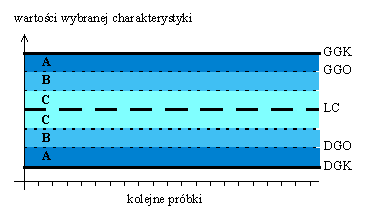 wartości wybranej charakterystyki
GGK
A
GGO
B
C
LC
C
B
DGO
A
DGK
kolejne próbki